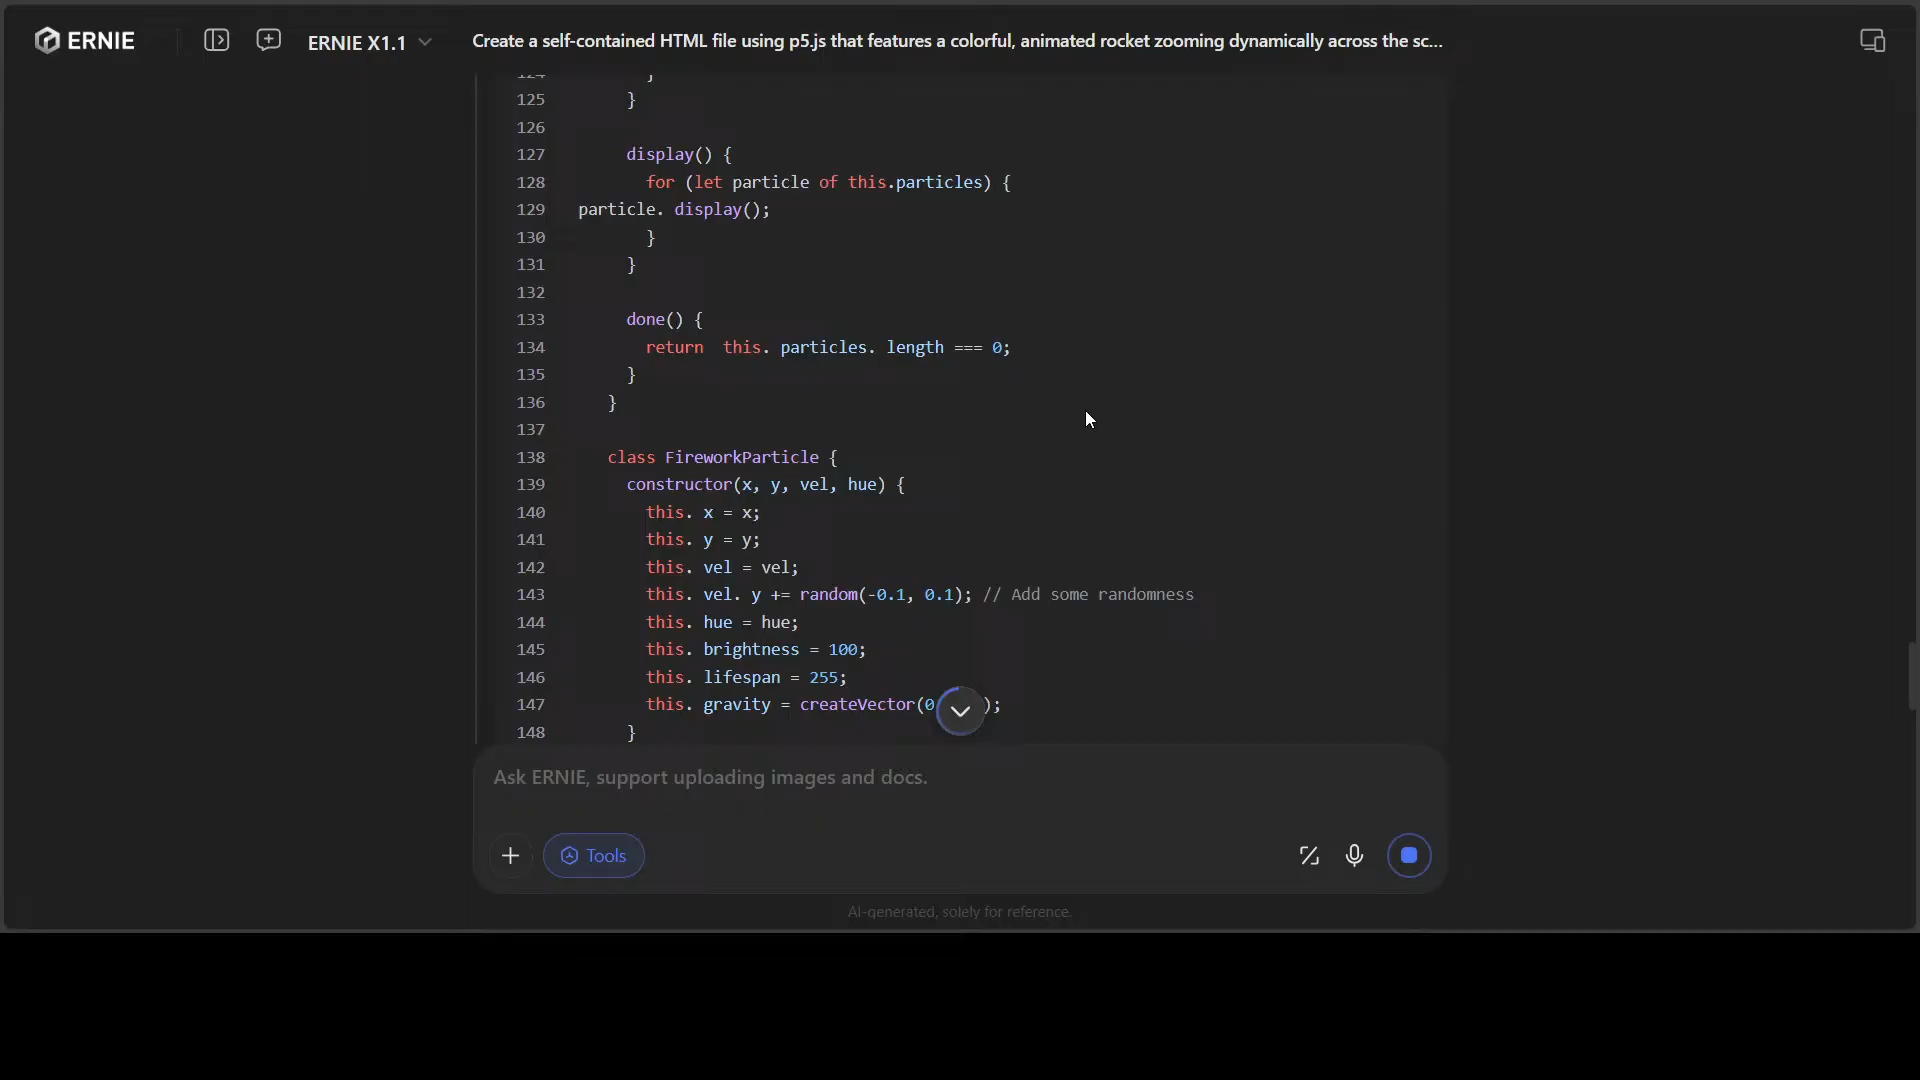 ERNIE
ERNIE X1.1
Create a self-contained HTML file using p5.js that features a colorful, animated rocket zooming dynamically across the sc...
124 }
125 }
126
127 display() {
128 for (let particle of this.particles) {
129 particle. display();
130 }
131 }
132
133 done() {
134 return  this. particles. length === 0;
135 }
136 }
137
138 class FireworkParticle {
139 constructor(x, y, vel, hue) {
140 this. x = x;
141 this. y = y;
142 this. vel = vel;
143 this. vel. y += random(-0.1, 0.1); // Add some randomness
144 this. hue = hue;
145 this. brightness = 100;
146 this. lifespan = 255;
147 this. gravity = createVector(0 );
148 }
Ask ERNIE, support uploading images and docs.
Tools
AI-generated, solely for reference.